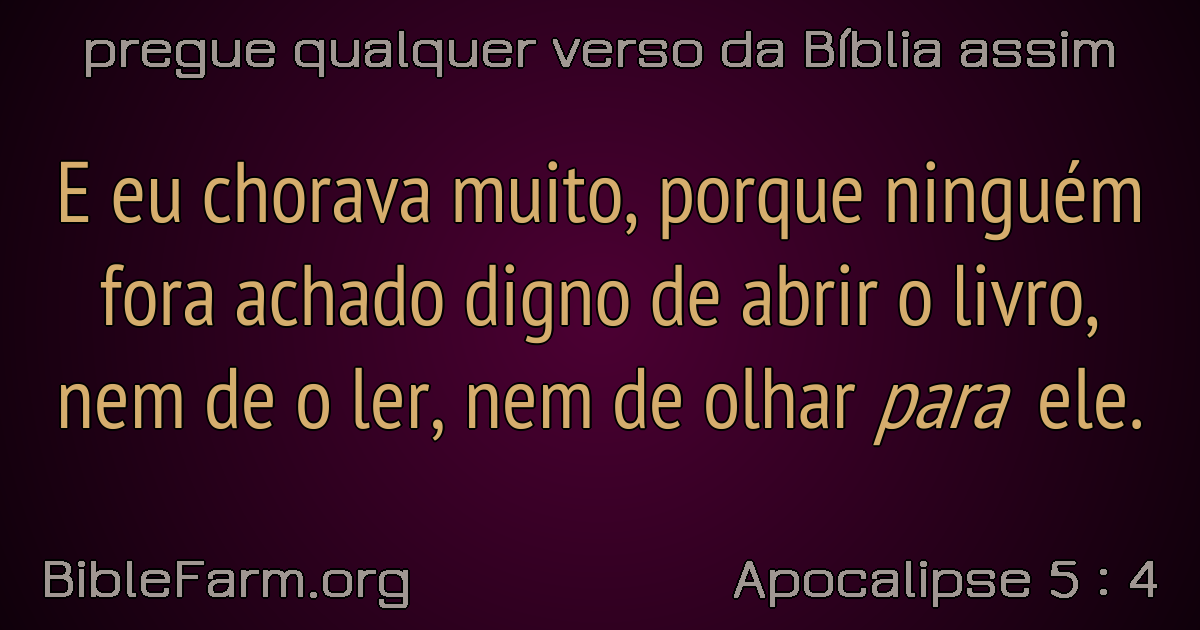 pregue qualquer verso da Bíblia assim
E eu chorava muito, porque ninguém
fora achado digno de abrir o livro,
nem de o ler, nem de olhar para ele.
BibleFarm.org
Apocalipse 5 : 4